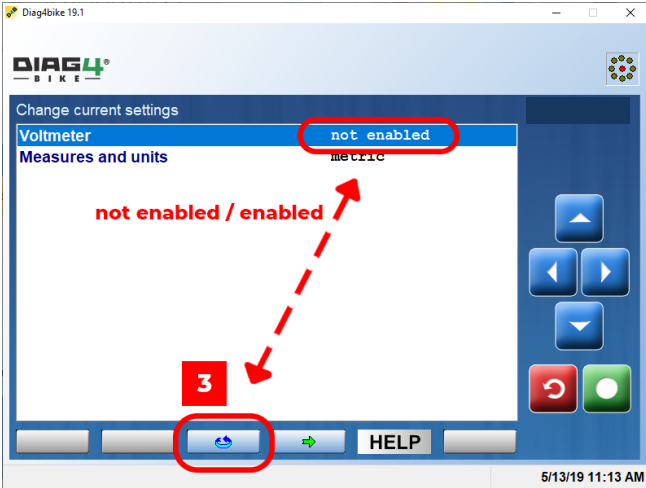 Diag4bike 19.1
DIAG4®
BIKE
Change current settings
Voltmeter not enabled
Measures and units metric
not enabled / enabled
3
HELP
5/13/19 11:13 AM